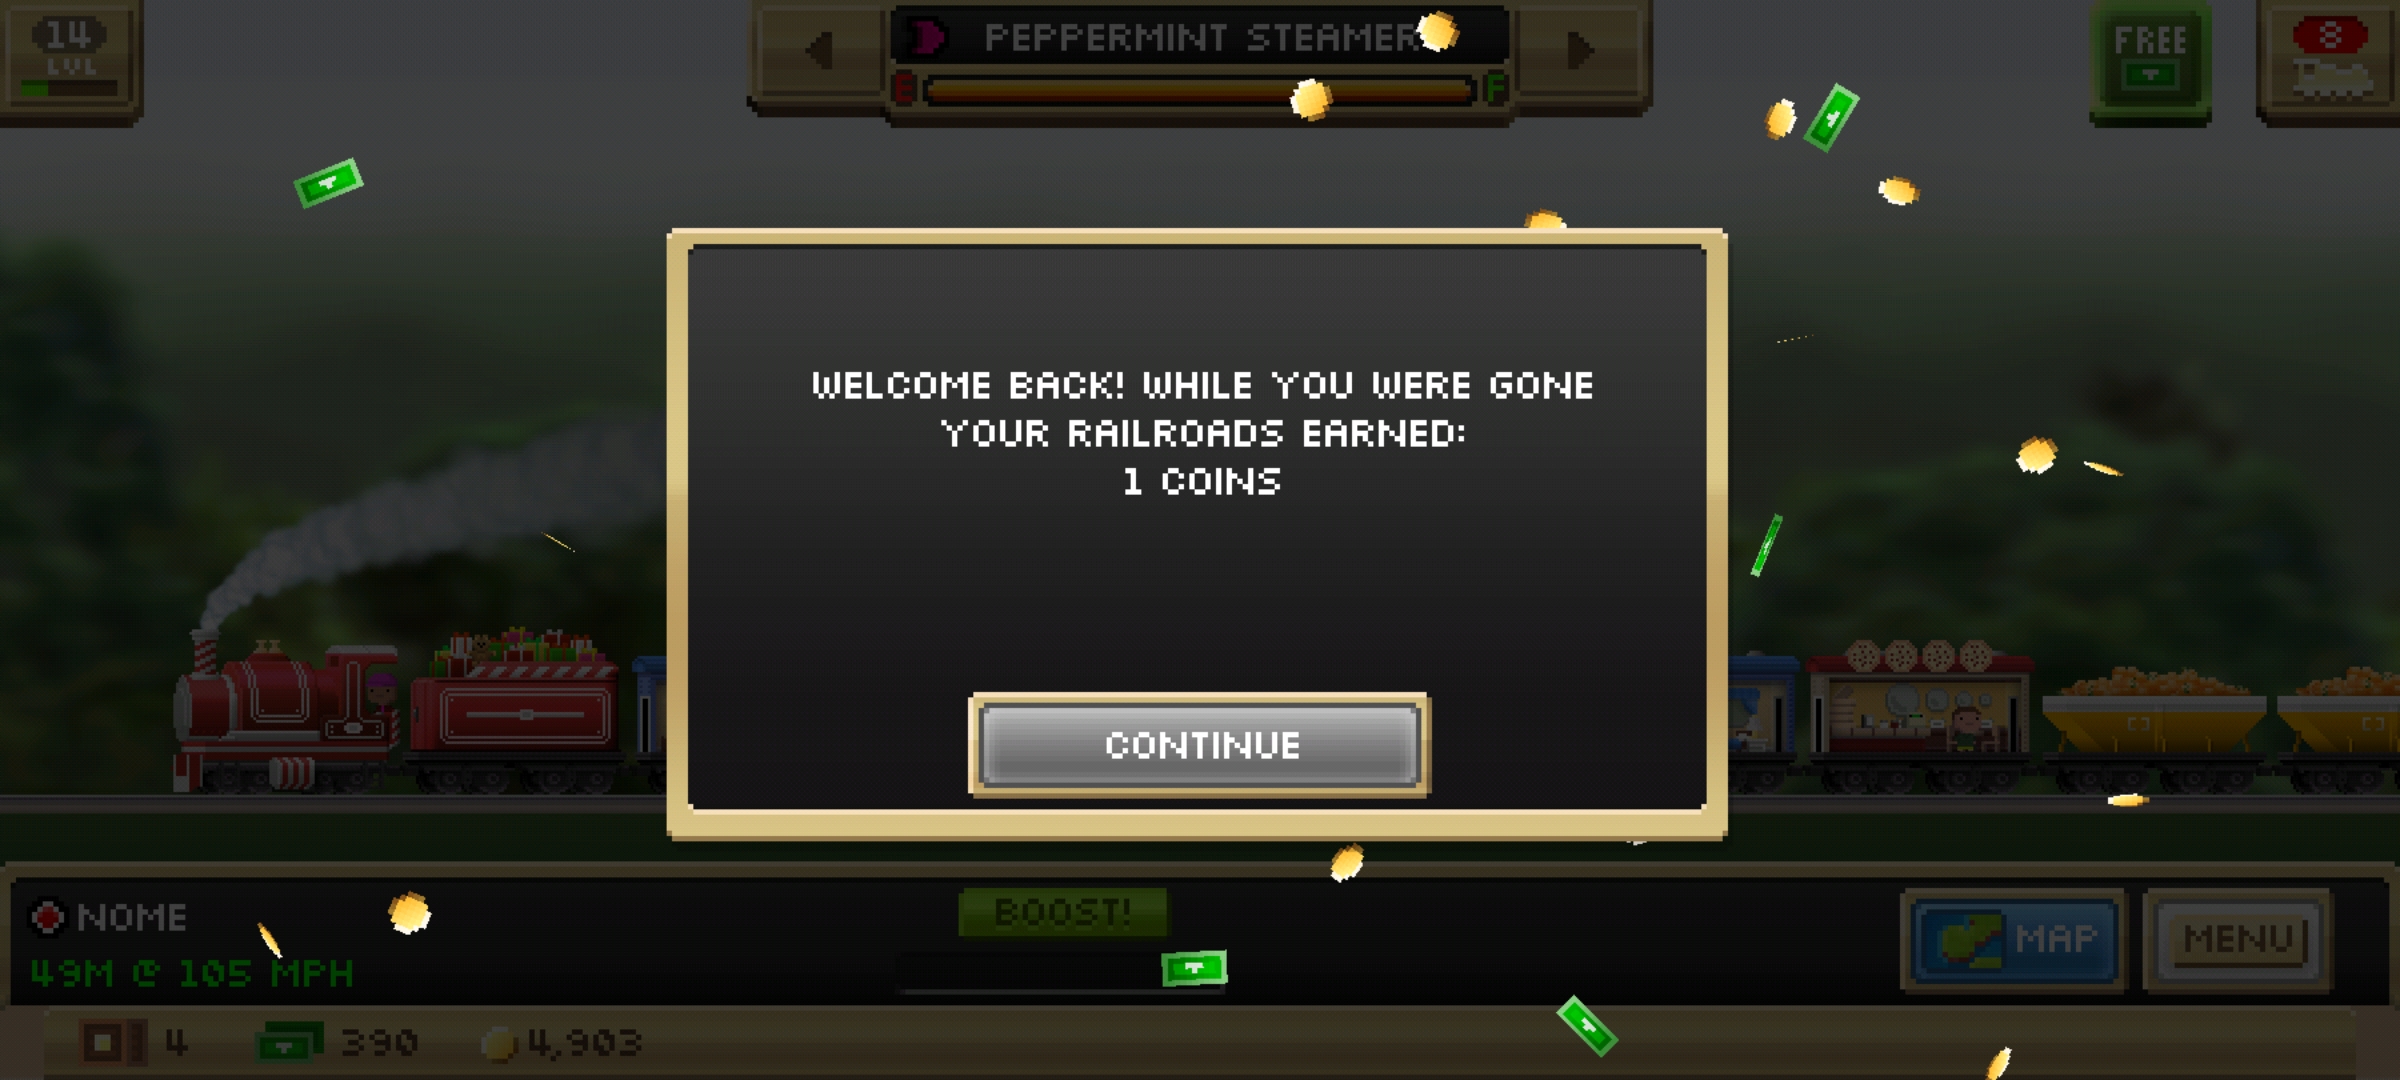 14
LVL
PEPPERMINT STEAMER
E F
FREE
8
WELCOME BACK! WHILE YOU WERE GONE
YOUR RAILROADS EARNED:
1 COINS
CONTINUE
NOME
49M @ 105 MPH
BOOST!
MAP
MENU
4
390
4,903